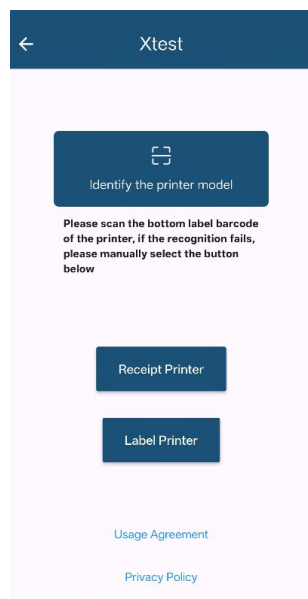 Xtest
Identify the printer model
Please scan the bottom label barcode
of the printer, if the recognition fails,
please manually select the button
below
Receipt Printer
Label Printer
Usage Agreement
Privacy Policy